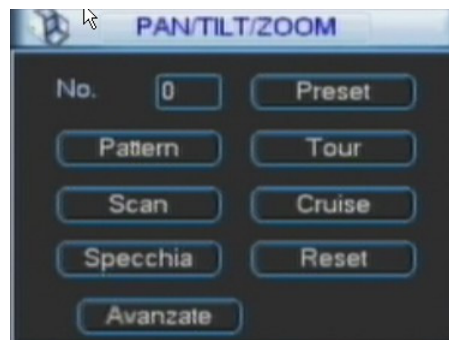 PAN/TILT/ZOOM
No. 0 Preset
Pattern Tour
Scan Cruise
Specchia Reset
Avanzate